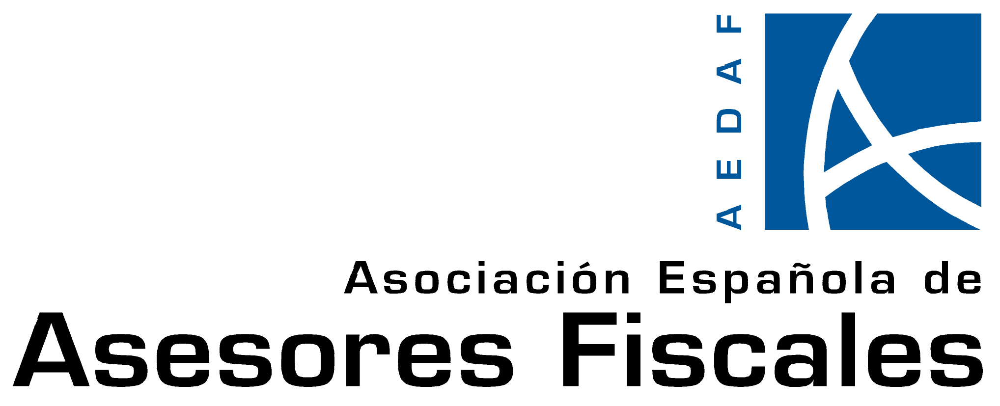 AEDAF
Asociación Española de
Asesores Fiscales